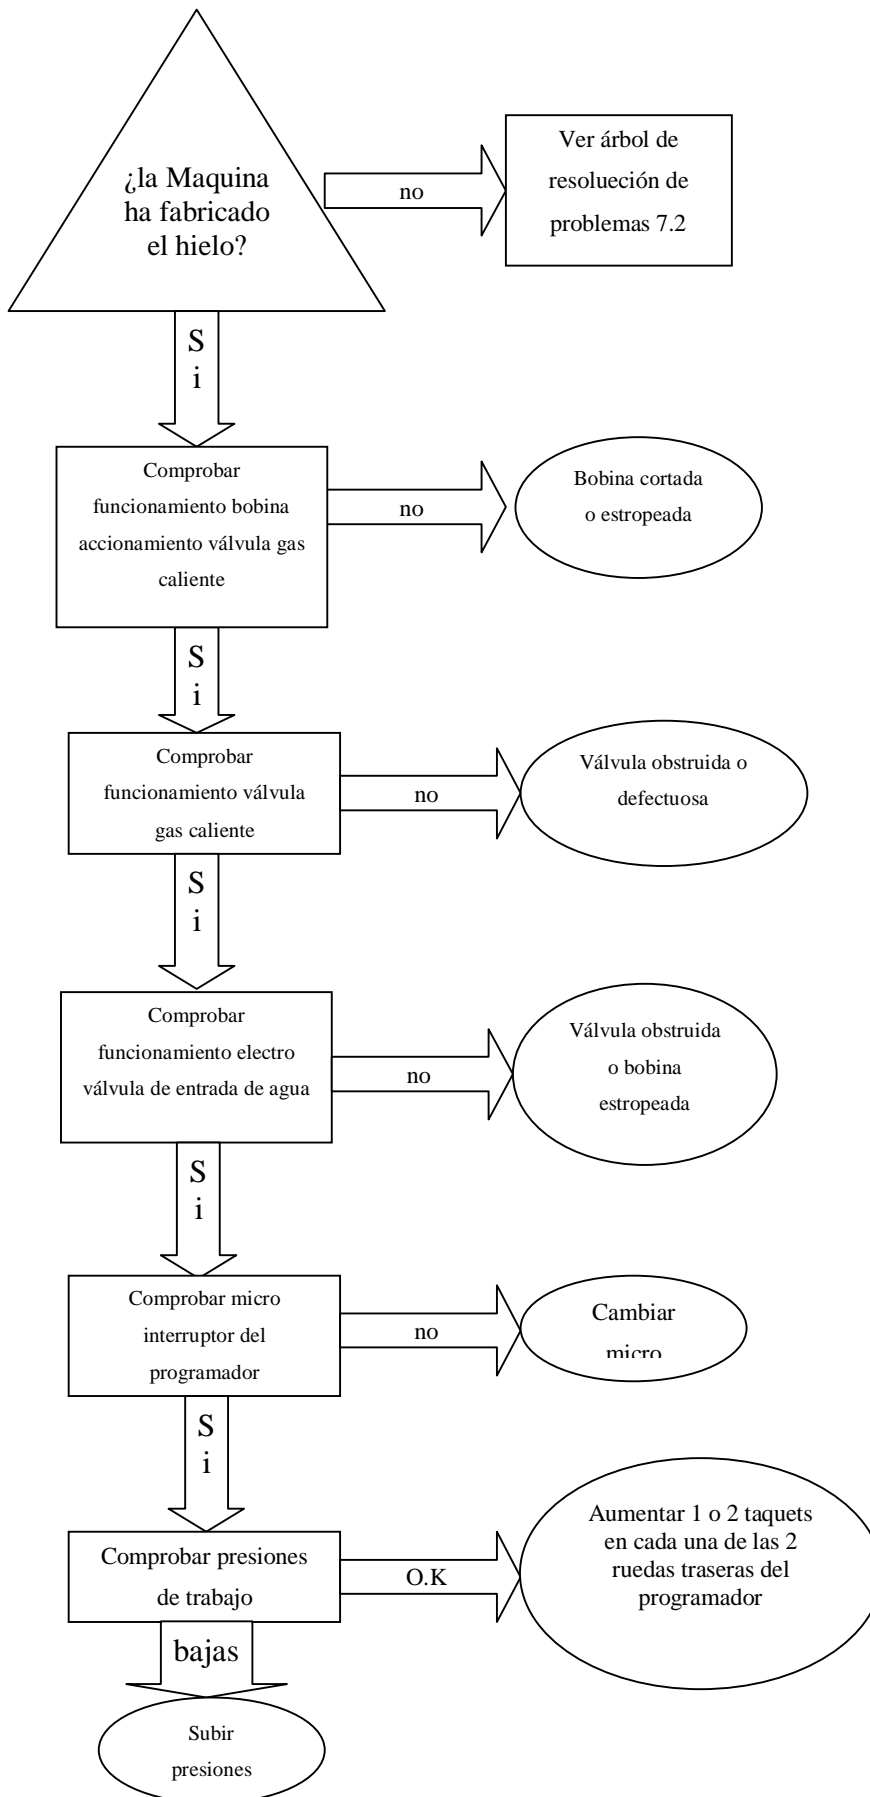 ¿la Maquina
ha fabricado
el hielo?
no
Ver árbol de
resolueción de
problemas 7.2
S
i
Comprobar
funcionamiento bobina
accionamiento válvula gas
caliente
no
Bobina cortada
o estropeada
S
i
Comprobar
funcionamiento válvula
gas caliente
no
Válvula obstruida o
defectuosa
S
i
Comprobar
funcionamiento electro
válvula de entrada de agua
no
Válvula obstruida
o bobina
estropeada
S
i
Comprobar micro
interruptor del
programador
no
Cambiar
micro
S
i
Comprobar presiones
de trabajo
O.K
Aumentar 1 o 2 taquets
en cada una de las 2
ruedas traseras del
programador
bajas
Subir
presiones